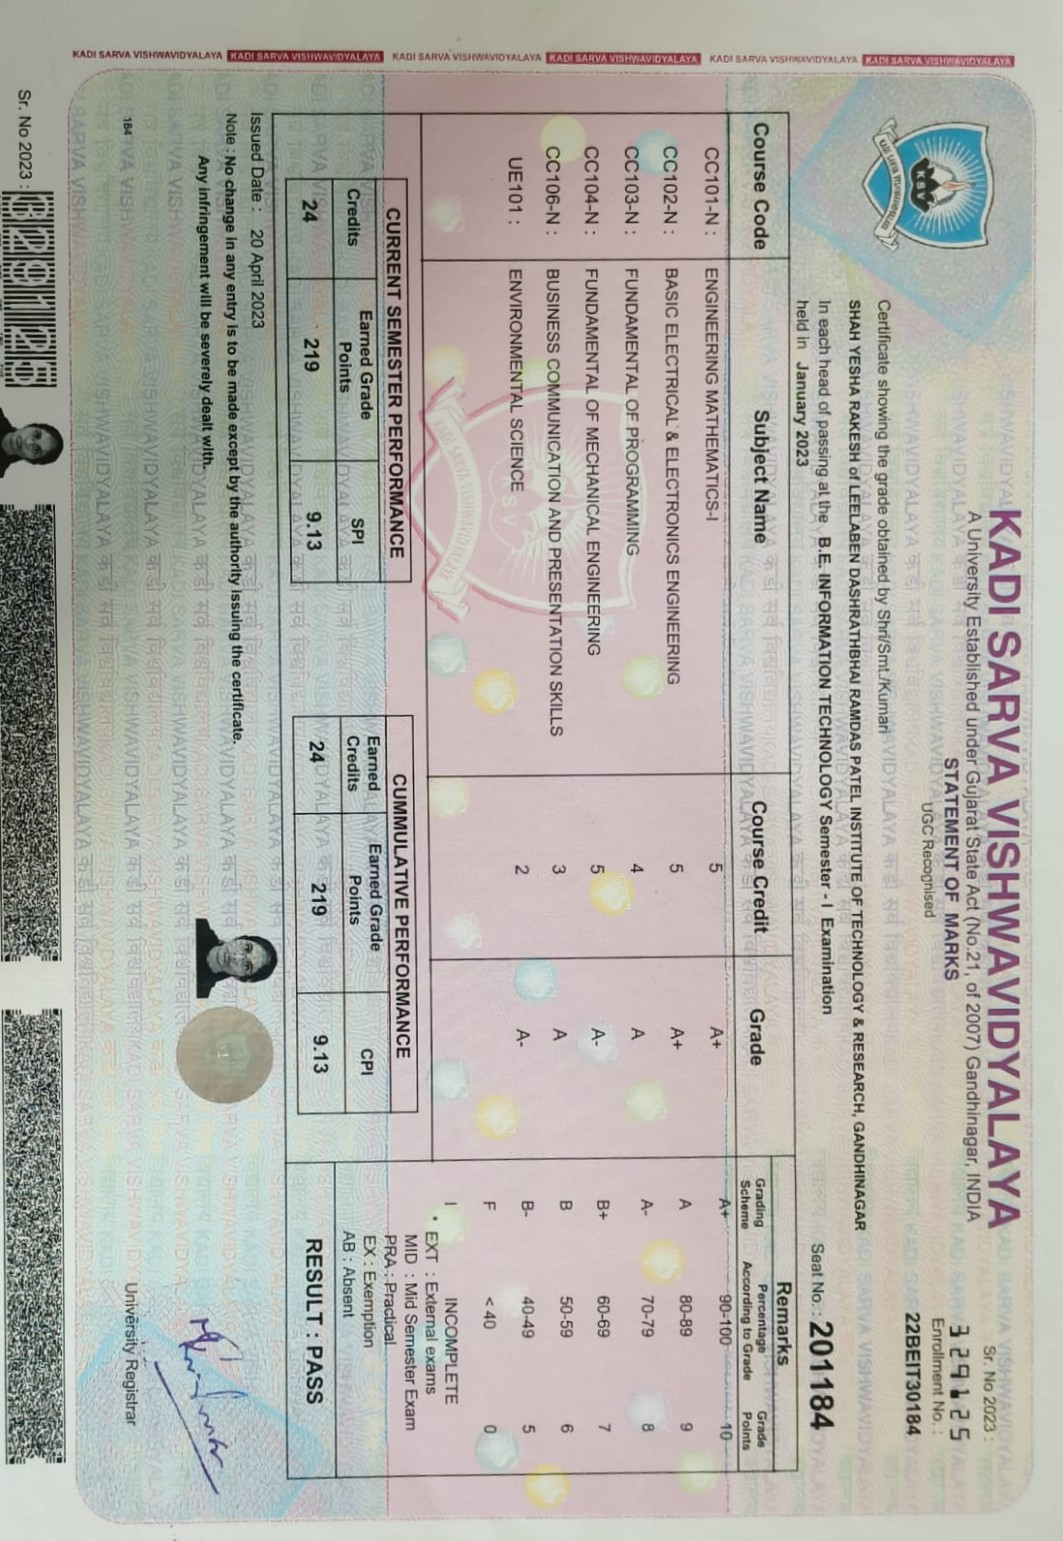 KADI SARVA VISHWAVIDYALAYA
A University Established under Gujarat State Act (No.21, of 2007) Gandhinagar, INDIA
STATEMENT OF MARKS
UGC Recognised
Sr. No 2023 :
329125
Enrollment No. :
22BEIT30184
KSV
KADI SARVA VISHWAVIDYALAYA
Certificate showing the grade obtained by Shri/Smt./Kumari
SHAH YESHA RAKESH of LEELABEN DASHRATHBHAI RAMDAS PATEL INSTITUTE OF TECHNOLOGY & RESEARCH, GANDHINAGAR
In each head of passing at the B.E. INFORMATION TECHNOLOGY Semester - I Examination
held in January 2023
Seat No. : 201184
Course Code Subject Name Course Credit Grade
CC101-N : ENGINEERING MATHEMATICS-I 5 A+
CC102-N : BASIC ELECTRICAL & ELECTRONICS ENGINEERING 5 A+
CC103-N : FUNDAMENTAL OF PROGRAMMING 4 A
CC104-N : FUNDAMENTAL OF MECHANICAL ENGINEERING 5 A-
CC106-N : BUSINESS COMMUNICATION AND PRESENTATION SKILLS 3 A
UE101 : ENVIRONMENTAL SCIENCE 2 A-
Remarks
Grading Scheme Percentage According to Grade Grade Points
A+ 90-100 10
A 80-89 9
A- 70-79 8
B+ 60-69 7
B 50-59 6
B- 40-49 5
F < 40 0
I INCOMPLETE
* EXT : External exams
MID : Mid Semester Exam
PRA : Practical
EX : Exemption
AB : Absent
RESULT : PASS
CURRENT SEMESTER PERFORMANCE
Credits Earned Grade Points SPI
24 219 9.13
CUMMULATIVE PERFORMANCE
Earned Credits Earned Grade Points CPI
24 219 9.13
Issued Date : 20 April 2023
Note : No change in any entry is to be made except by the authority issuing the certificate.
Any infringement will be severely dealt with.
184
University Registrar
Sr. No 2023 : 329125